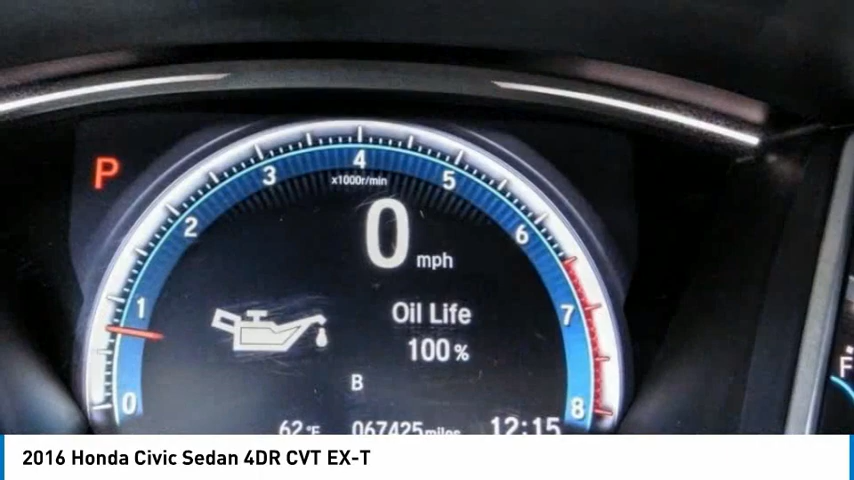 P
0
1
2
3
4
5
6
7
8
x1000r/min
0 mph
Oil Life
100 %
B
62°F 067425 miles 12:15
F
2016 Honda Civic Sedan 4DR CVT EX-T